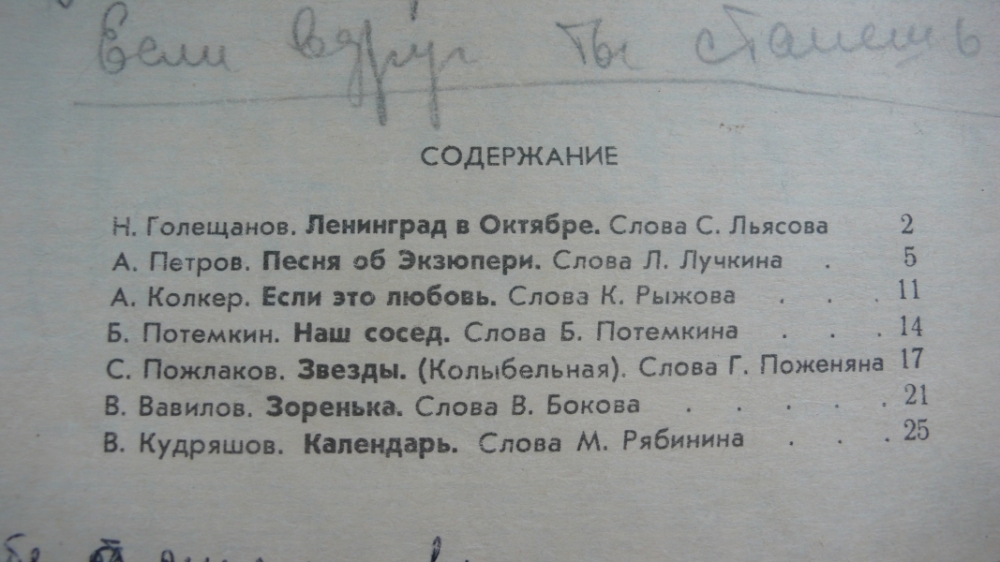 Если вдруг ты станешь
СОДЕРЖАНИЕ
Н. Голещанов. Ленинград в Октябре. Слова С. Льясова 2
А. Петров. Песня об Экзюпери. Слова Л. Лучкина . 5
А. Колкер. Если это любовь. Слова К. Рыжова . . . 11
Б. Потемкин. Наш сосед. Слова Б. Потемкина . . . 14
С. Пожлаков. Звезды. (Колыбельная). Слова Г. Поженяна 17
В. Вавилов. Зоренька. Слова В. Бокова . . . . . 21
В. Кудряшов. Календарь. Слова М. Рябинина . . . 25